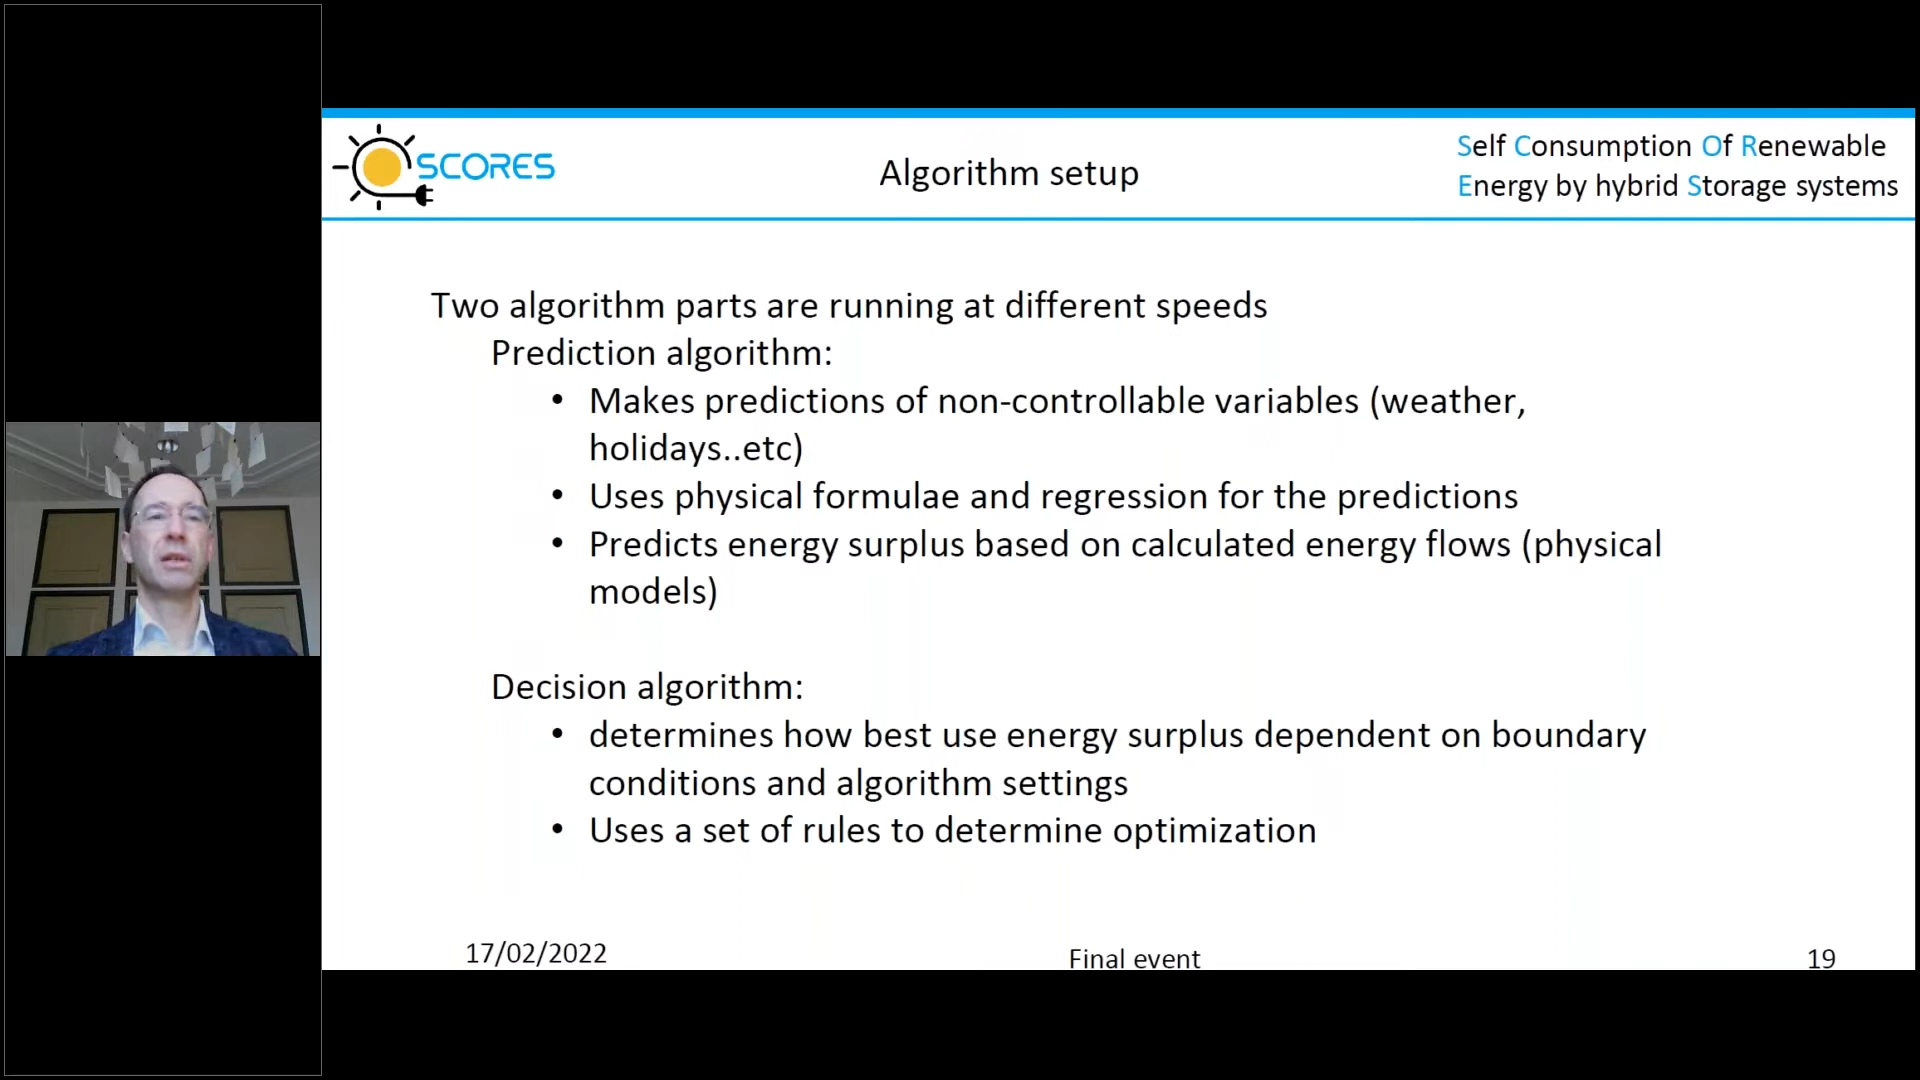 SCORES
Algorithm setup
Self Consumption Of Renewable
Energy by hybrid Storage systems
Two algorithm parts are running at different speeds
Prediction algorithm:
• Makes predictions of non-controllable variables (weather,
holidays..etc)
• Uses physical formulae and regression for the predictions
• Predicts energy surplus based on calculated energy flows (physical
models)
Decision algorithm:
• determines how best use energy surplus dependent on boundary
conditions and algorithm settings
• Uses a set of rules to determine optimization
17/02/2022
Final event
19